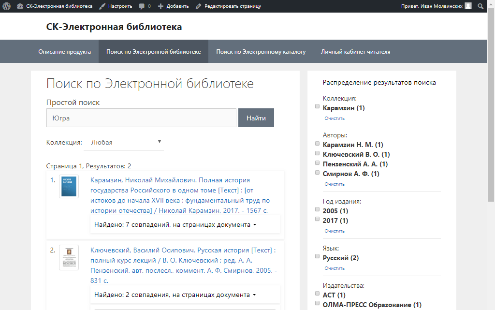 СК-Электронная библиотека
Настроить
0
Добавить
Редактировать страницу
Привет, Иван Молвинских
СК-Электронная библиотека
Описание продукта
Поиск по Электронной библиотеке
Поиск по Электронному каталогу
Личный кабинет читателя
Поиск по Электронной библиотеке
Простой поиск
Югра
Найти
Коллекция: Любая
Страница 1, Результатов: 2
1. Карамзин, Николай Михайлович. Полная история
государства Российского в одном томе [Текст] : [от
истоков до начала XVII века : фундаментальный труд по
истории отечества] / Николай Карамзин, 2017. - 1567 с.
Найдено: 7 совпадений, на страницах документа
2. Ключевский, Василий Осипович. Русская история [Текст] :
полный курс лекций / В. О. Ключевский ; ред. А. А.
Пензенский, авт. послесл., коммент. А. Ф. Смирнов, 2005. -
831 с.
Найдено: 2 совпадения, на страницах документа
Распределение результатов поиска
Коллекция:
Карамзин (1)
Очистить
Авторы:
Карамзин Н. М. (1)
Ключевский В. О. (1)
Пензенский А. А. (1)
Смирнов А. Ф. (1)
Очистить
Год издания:
2005 (1)
2017 (1)
Очистить
Язык:
Русский (2)
Очистить
Издательства:
АСТ (1)
ОЛМА-ПРЕСС Образование (1)